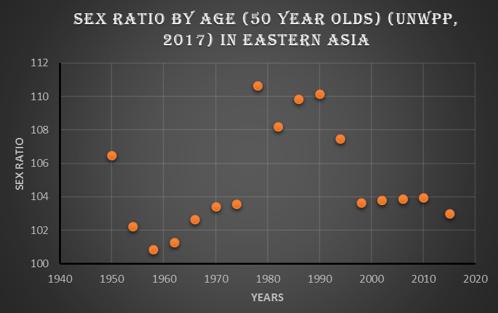 SEX RATIO BY AGE (50 YEAR OLDS) (UNWPP,
2017) IN EASTERN ASIA
112
110
108
106
104
102
100
SEX RATIO
1940 1950 1960 1970 1980 1990 2000 2010 2020
YEARS